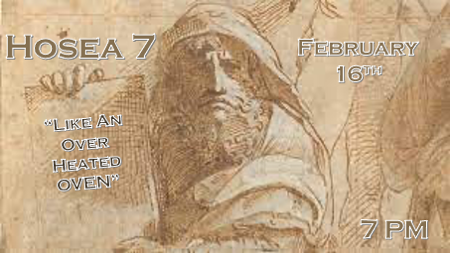 Hosea 7
February
16th
“Like An
Over
Heated
OVEN”
7 PM